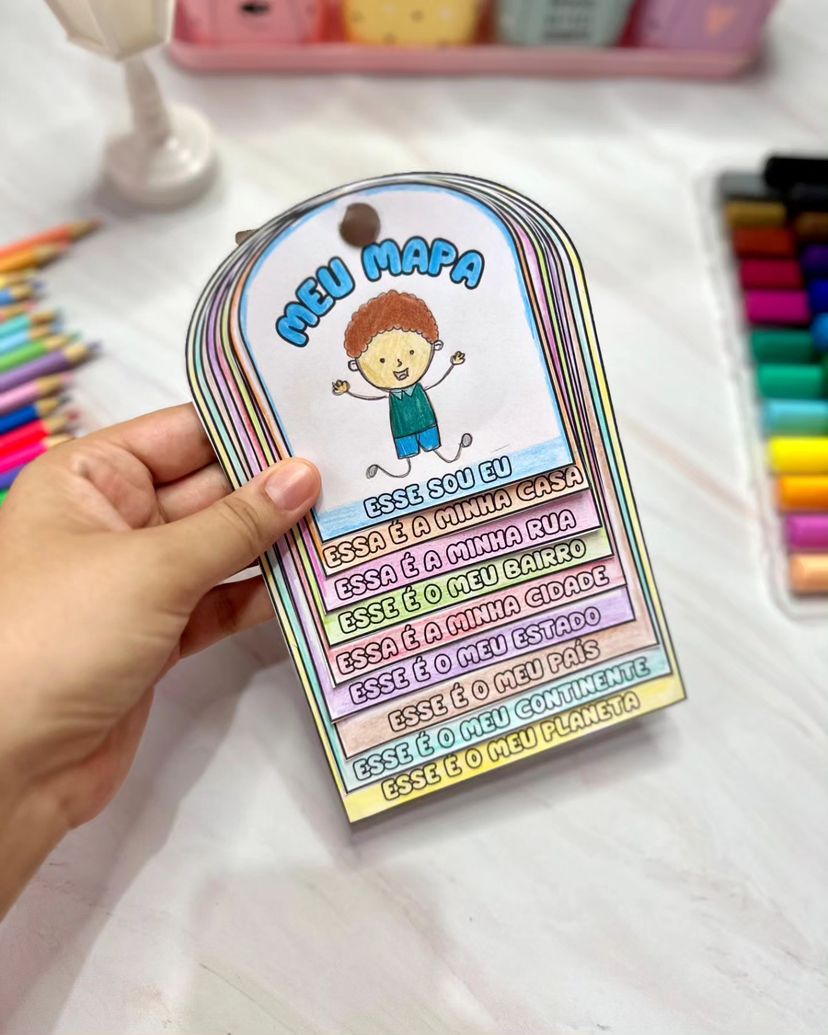 MEU MAPA
ESSE SOU EU
ESSA É A MINHA CASA
ESSA É A MINHA RUA
ESSE É O MEU BAIRRO
ESSA É A MINHA CIDADE
ESSE É O MEU ESTADO
ESSE É O MEU PAÍS
ESSE É O MEU CONTINENTE
ESSE É O MEU PLANETA